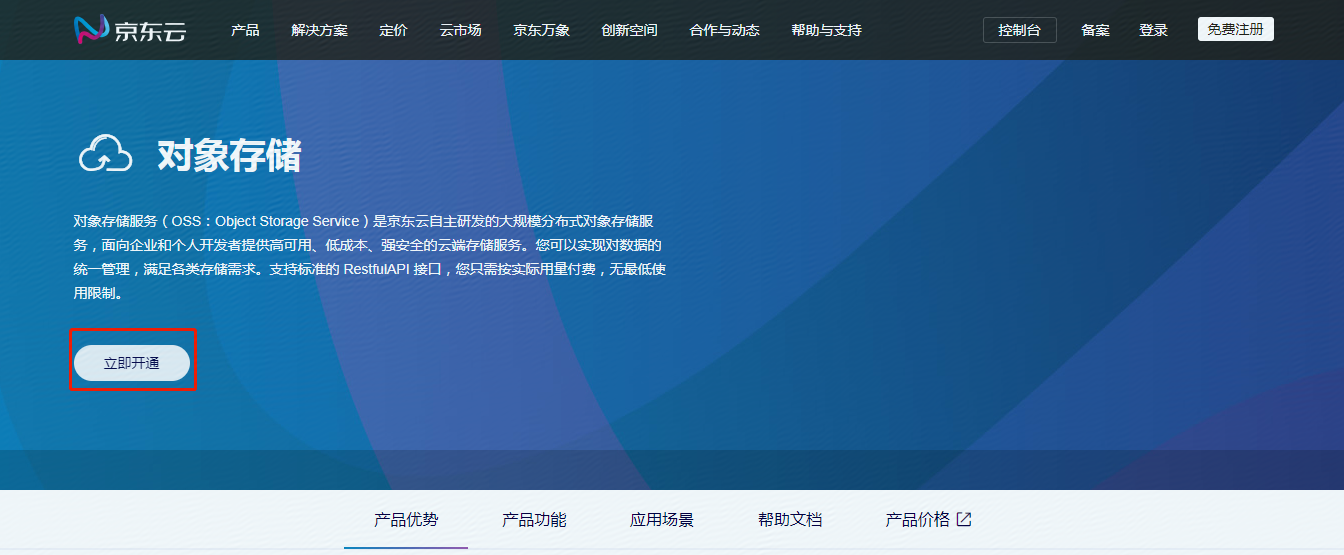 京东云 产品 解决方案 定价 云市场 京东万象 创新空间 合作与动态 帮助与支持 控制台 备案 登录 免费注册
对象存储
对象存储服务（OSS：Object Storage Service）是京东云自主研发的大规模分布式对象存储服
务，面向企业和个人开发者提供高可用、低成本、强安全的云端存储服务。您可以实现对数据的
统一管理，满足各类存储需求。支持标准的 RestfulAPI 接口，您只需按实际用量付费，无最低使
用限制。
立即开通
产品优势 产品功能 应用场景 帮助文档 产品价格